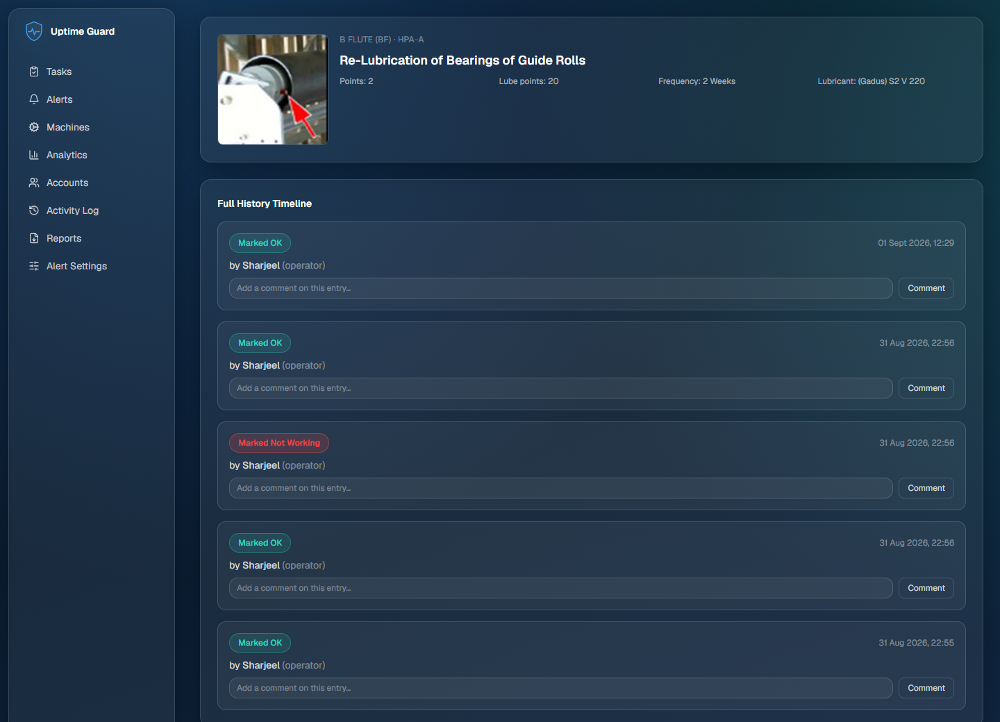 Uptime Guard
Tasks
Alerts
Machines
Analytics
Accounts
Activity Log
Reports
Alert Settings
B FLUTE (BF) · HPA-A
Re-Lubrication of Bearings of Guide Rolls
Points: 2 Lube points: 20 Frequency: 2 Weeks Lubricant: (Gadus) S2 V 220
Full History Timeline
Marked OK 01 Sept 2026, 12:29
by Sharjeel (operator)
Add a comment on this entry... Comment
Marked OK 31 Aug 2026, 22:56
by Sharjeel (operator)
Add a comment on this entry... Comment
Marked Not Working 31 Aug 2026, 22:56
by Sharjeel (operator)
Add a comment on this entry... Comment
Marked OK 31 Aug 2026, 22:56
by Sharjeel (operator)
Add a comment on this entry... Comment
Marked OK 31 Aug 2026, 22:55
by Sharjeel (operator)
Add a comment on this entry... Comment